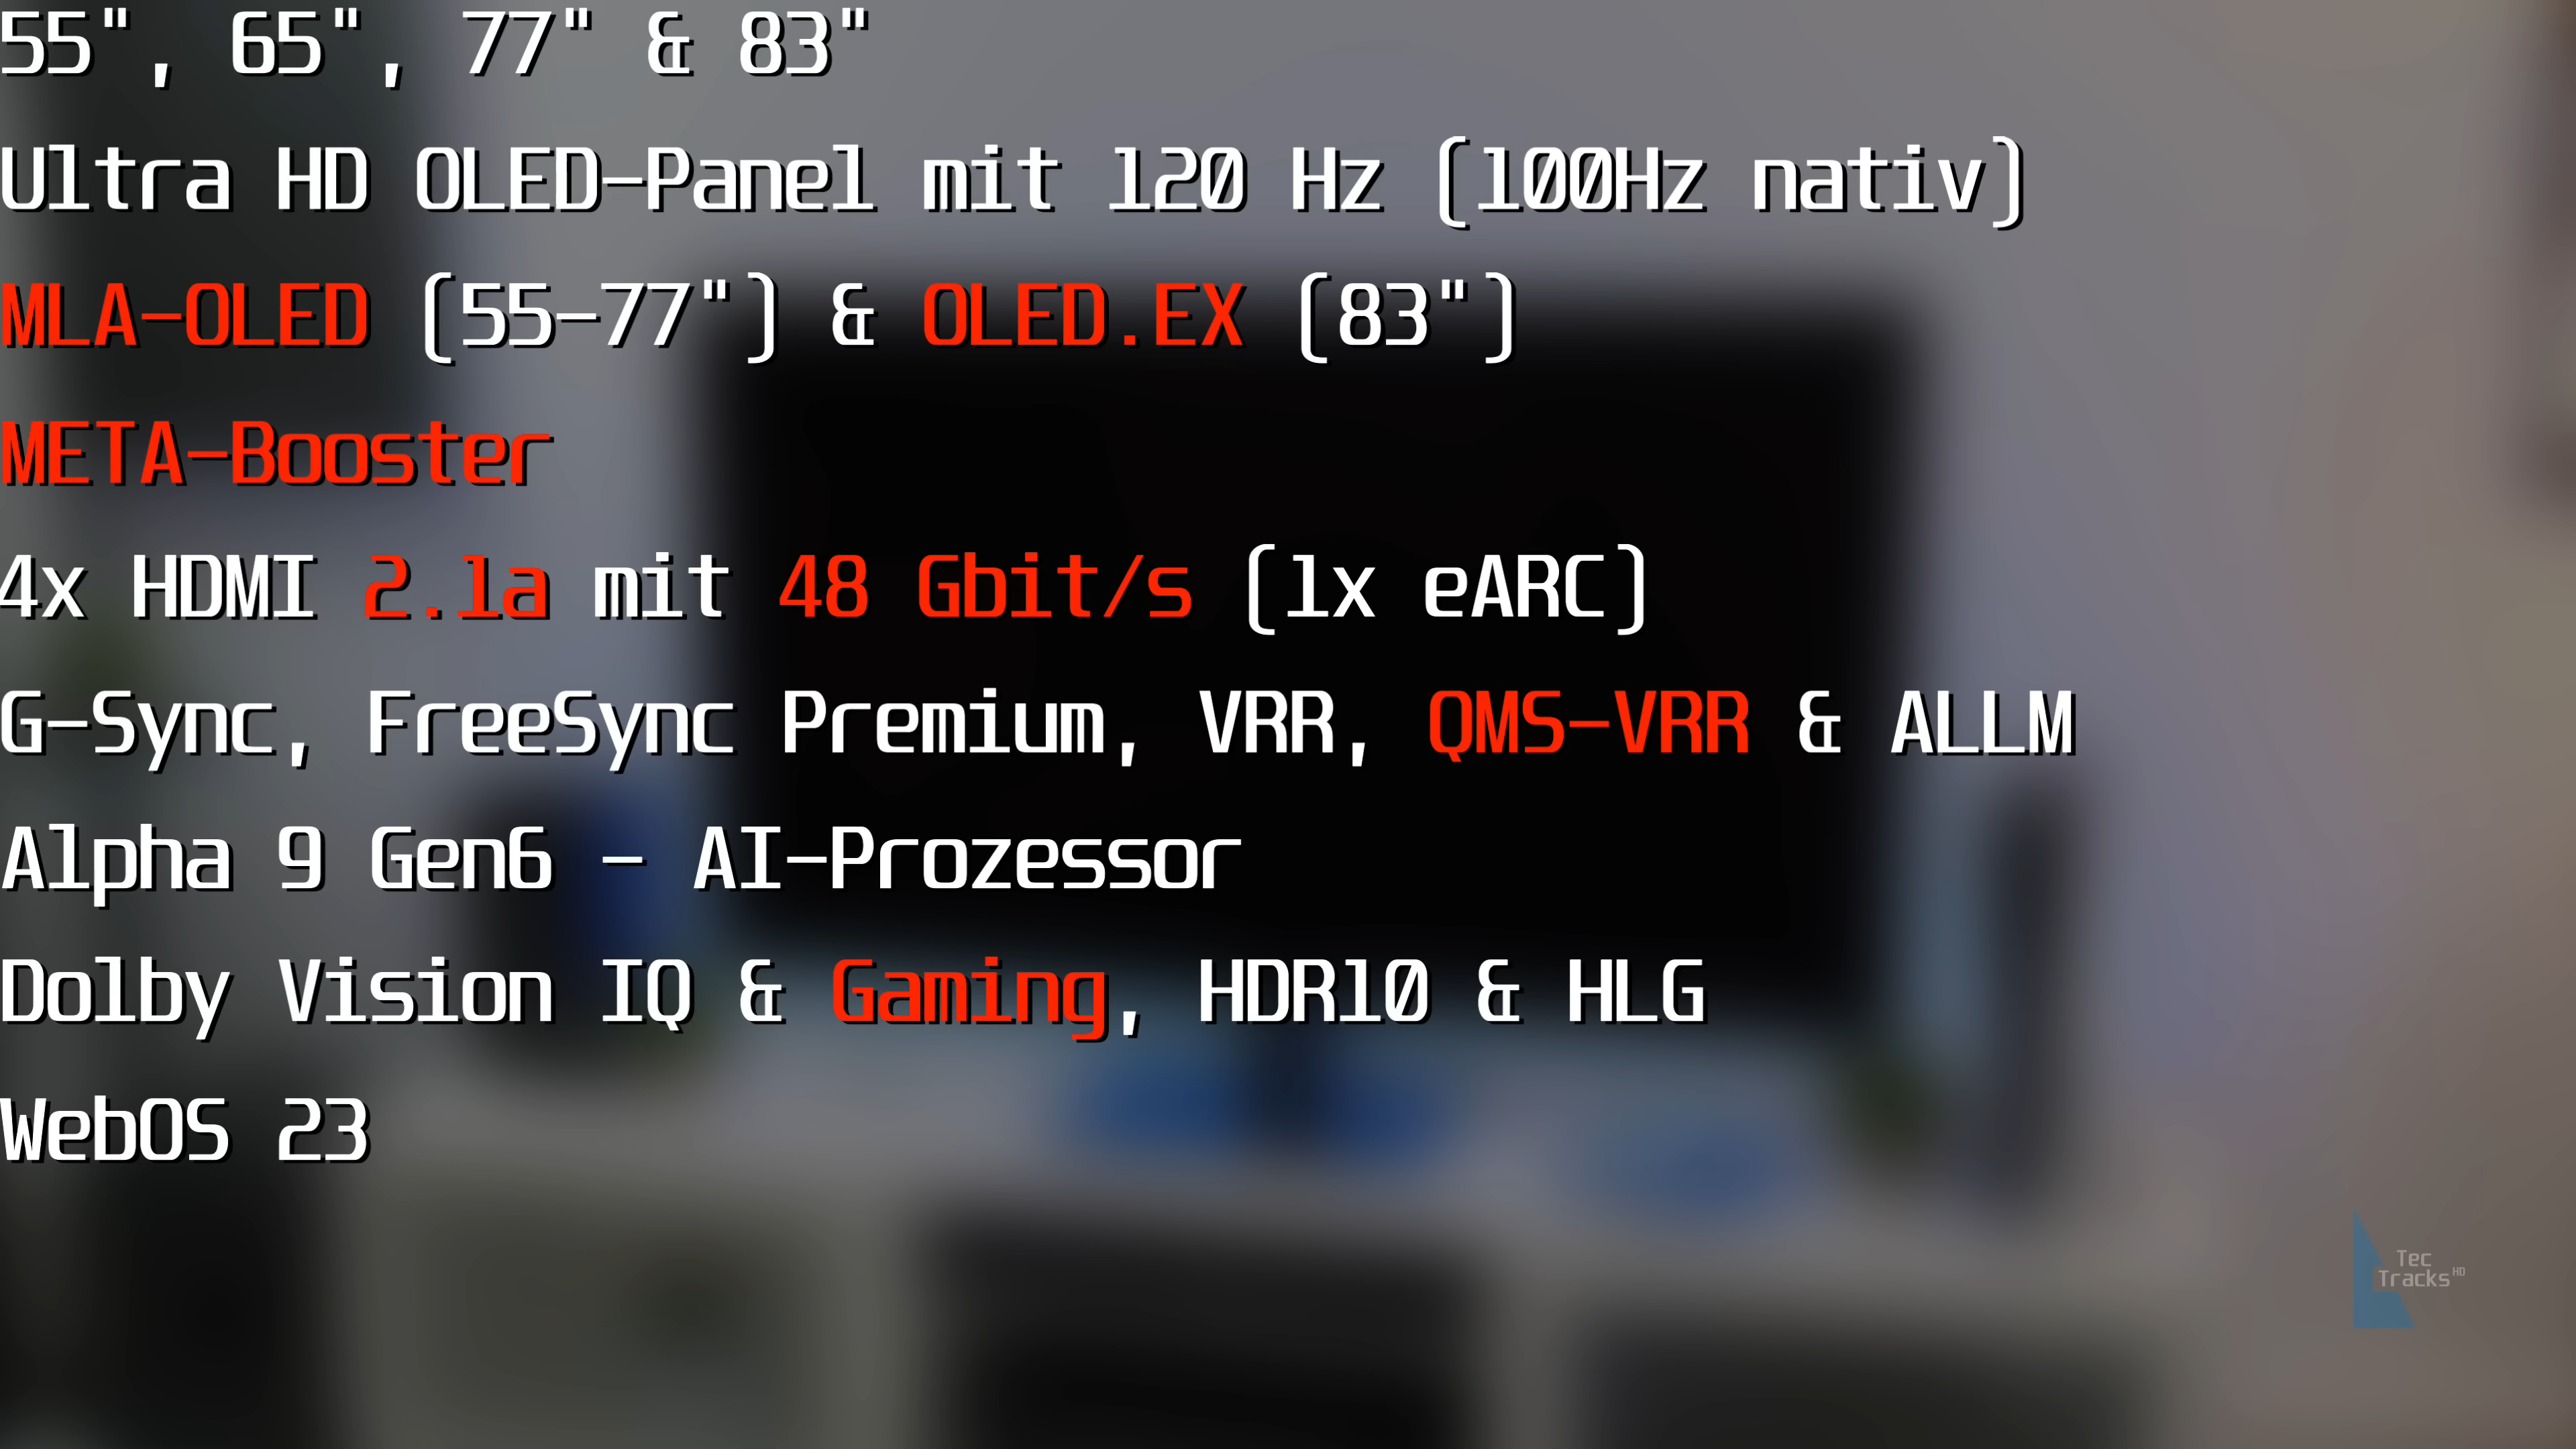 55", 65", 77" & 83"
Ultra HD OLED-Panel mit 120 Hz (100Hz nativ)
MLA-OLED (55-77") & OLED.EX (83")
META-Booster
4x HDMI 2.1a mit 48 Gbit/s (1x eARC)
G-Sync, FreeSync Premium, VRR, QMS-VRR & ALLM
Alpha 9 Gen6 - AI-Prozessor
Dolby Vision IQ & Gaming, HDR10 & HLG
WebOS 23
Tec
Tracks HD